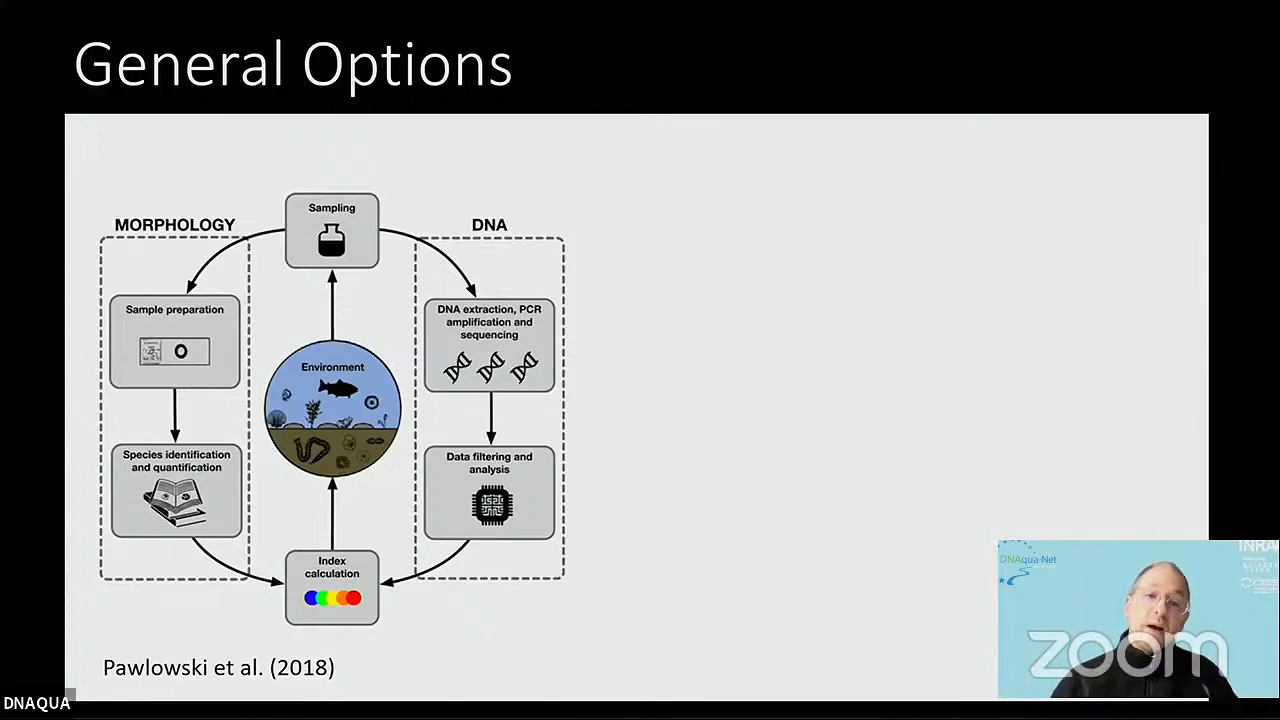 General Options
Sampling
MORPHOLOGY
DNA
Sample preparation
DNA extraction, PCR
amplification and
sequencing
Environment
Species identification
and quantification
Data filtering and
analysis
Index
calculation
Pawlowski et al. (2018)
DNAQUA
DNAqua-Net
INRA
zoom